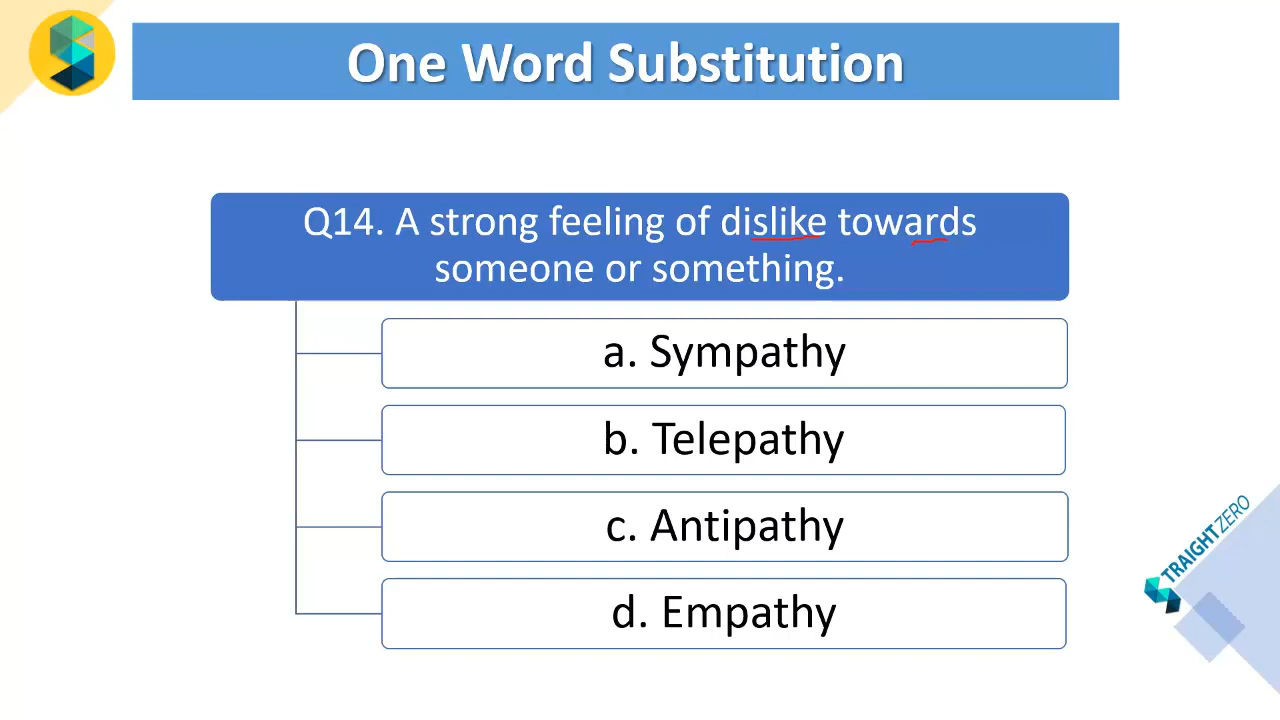 One Word Substitution
Q14. A strong feeling of dislike towards
someone or something.
a. Sympathy
b. Telepathy
c. Antipathy
d. Empathy
TRAIGHTZERO